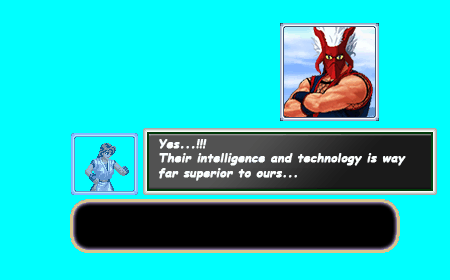 Yes...!!!
Their intelligence and technology is way
far superior to ours...